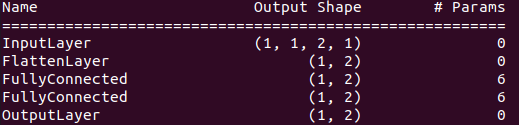 Name Output Shape # Params
================================================================
InputLayer (1, 1, 2, 1) 0
FlattenLayer (1, 2) 0
FullyConnected (1, 2) 6
FullyConnected (1, 2) 6
OutputLayer (1, 2) 0